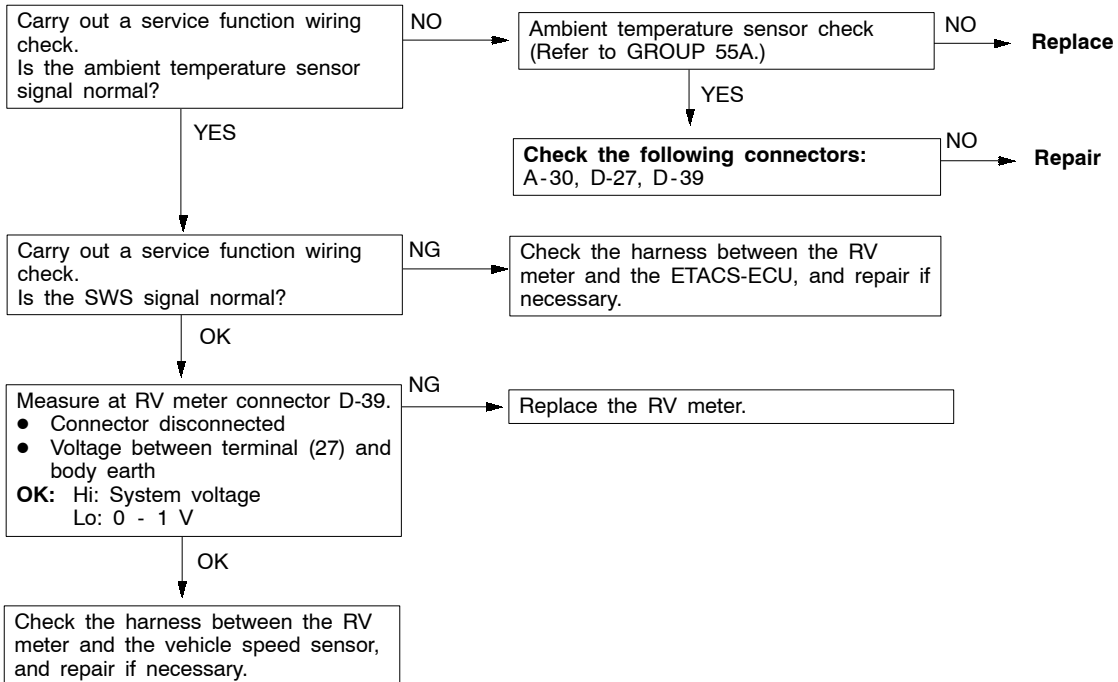 Carry out a service function wiring
check.
Is the ambient temperature sensor
signal normal?
NO
Ambient temperature sensor check
(Refer to GROUP 55A.)
NO
Replace
YES
YES
Check the following connectors:
A-30, D-27, D-39
NO
Repair
Carry out a service function wiring
check.
Is the SWS signal normal?
NG
Check the harness between the RV
meter and the ETACS-ECU, and repair if
necessary.
OK
Measure at RV meter connector D-39.
● Connector disconnected
● Voltage between terminal (27) and
body earth
OK: Hi: System voltage
Lo: 0 - 1 V
NG
Replace the RV meter.
OK
Check the harness between the RV
meter and the vehicle speed sensor,
and repair if necessary.